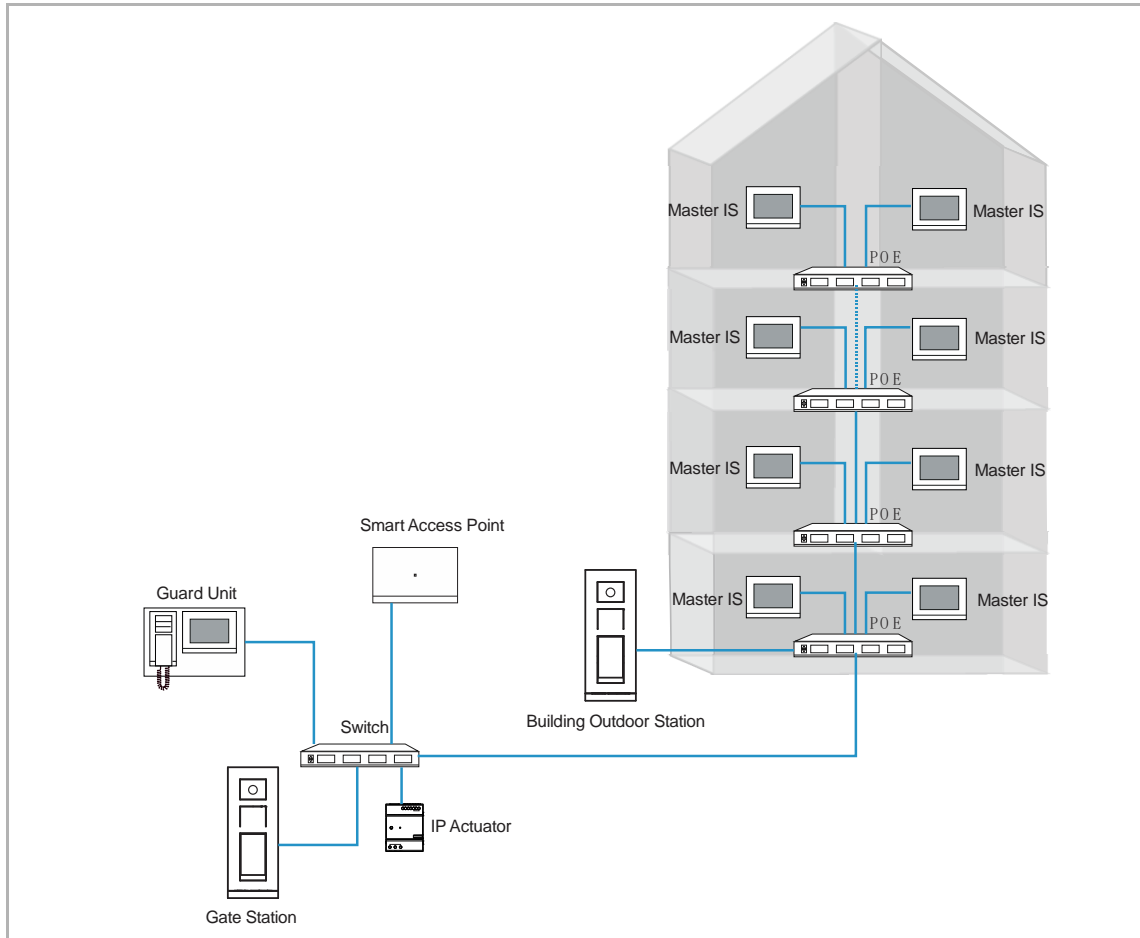 Master IS
Master IS
POE
Master IS
Master IS
POE
Master IS
Master IS
POE
Smart Access Point
Guard Unit
Master IS
Master IS
POE
Building Outdoor Station
Switch
IP Actuator
Gate Station